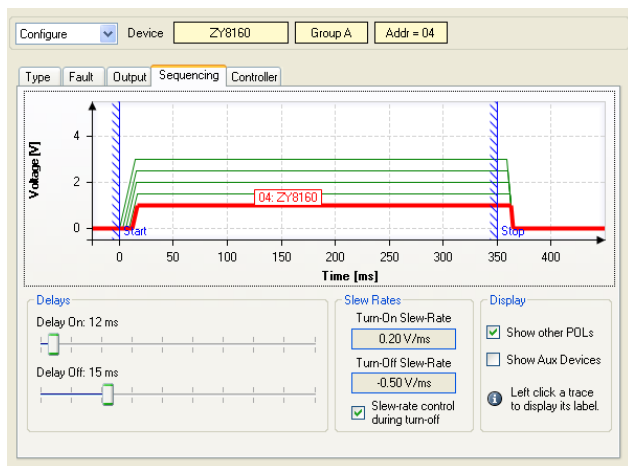 Configure Device ZY8160 Group A Addr = 04
Type Fault Output Sequencing Controller
Voltage [V]
4
2
0
04: ZY8160
Start Stop
0 50 100 150 200 250 300 350 400
Time [ms]
Delays
Delay On: 12 ms
Delay Off: 15 ms
Slew Rates
Turn-On Slew-Rate
0.20 V/ms
Turn-Off Slew-Rate
-0.50 V/ms
Slew-rate control
during turn-off
Display
Show other POLs
Show Aux Devices
Left click a trace
to display its label.